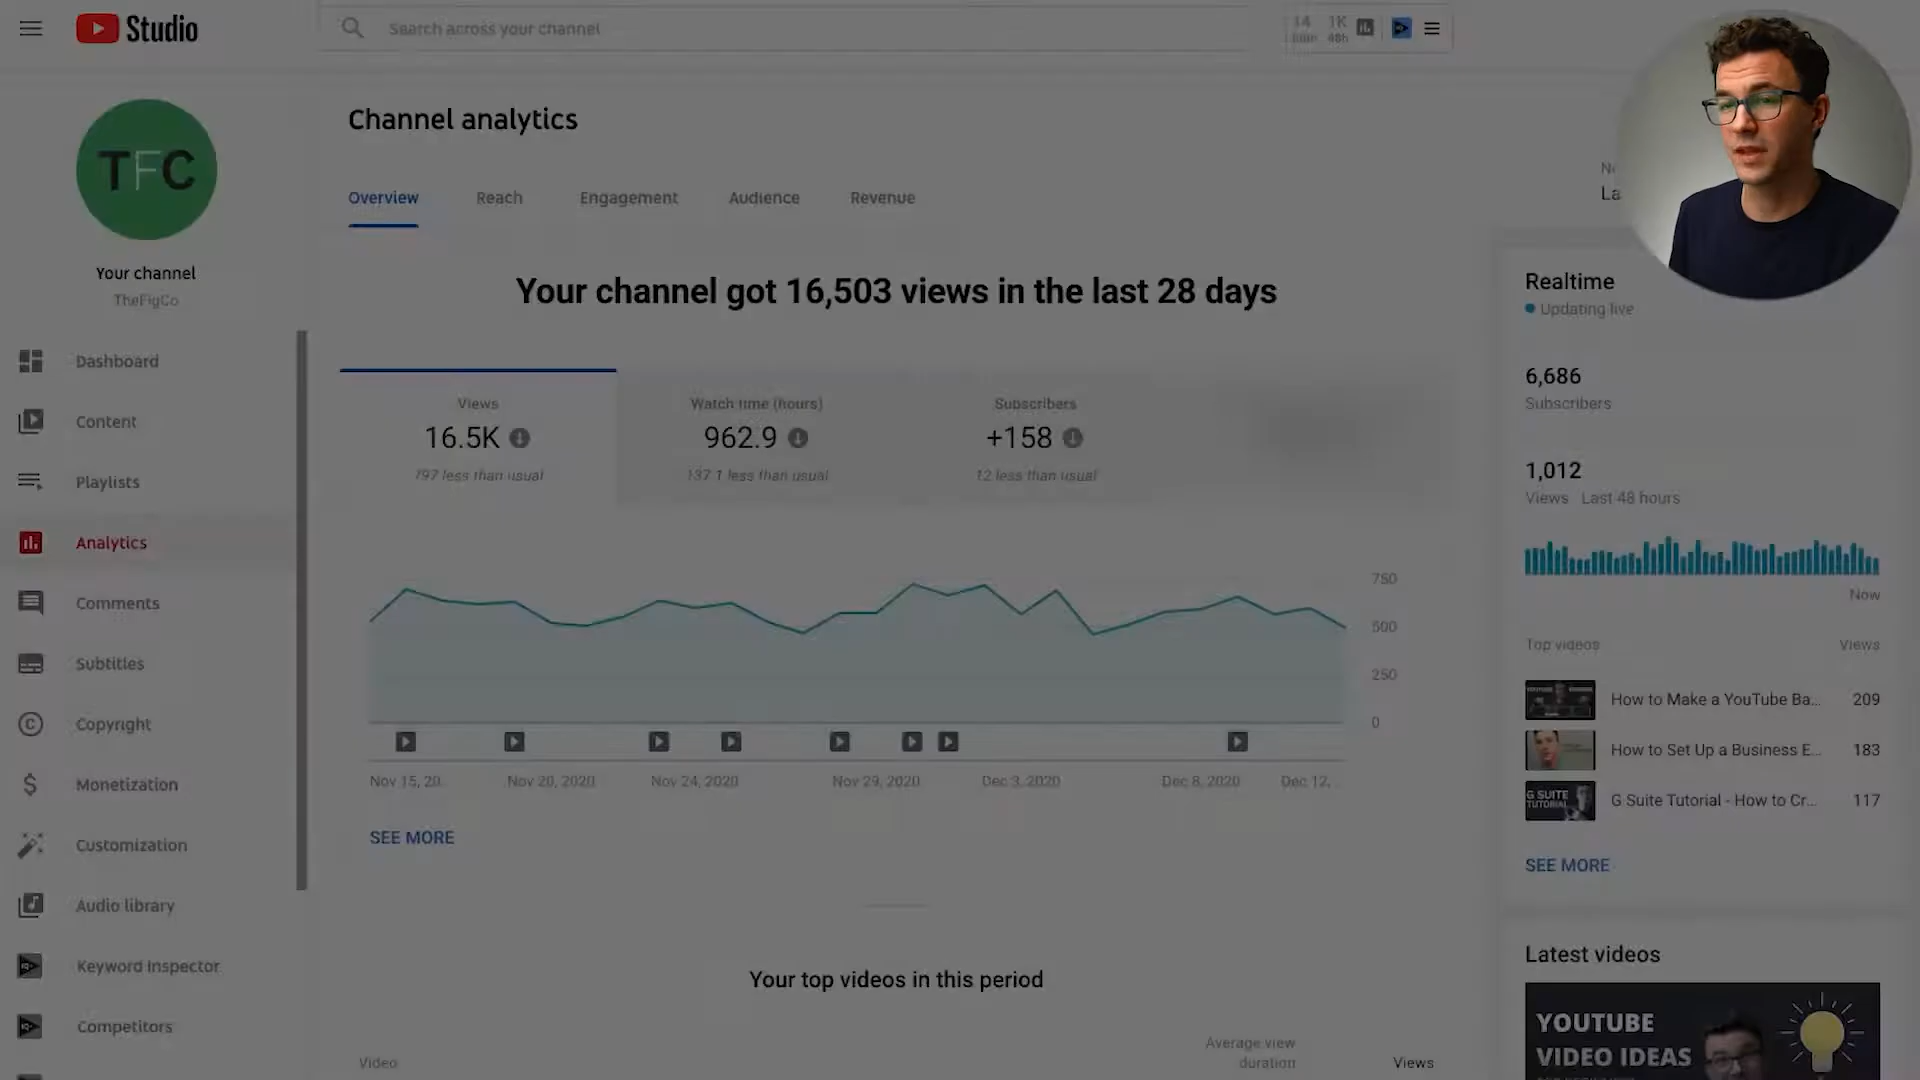 Studio
Search across your channel
14
1K
48h
TFC
Your channel
TheFigCo
Dashboard
Content
Playlists
Analytics
Comments
Subtitles
Copyright
Monetization
Customization
Audio library
Keyword Inspector
Competitors
Channel analytics
Overview
Reach
Engagement
Audience
Revenue
Your channel got 16,503 views in the last 28 days
Views
16.5K
797 less than usual
Watch time (hours)
962.9
137.1 less than usual
Subscribers
+158
12 less than usual
750
500
250
0
Nov 15, 20..
Nov 20, 2020
Nov 24, 2020
Nov 29, 2020
Dec 3, 2020
Dec 8, 2020
Dec 12, ..
SEE MORE
Your top videos in this period
Video
Average view
duration
Views
Realtime
Updating live
6,686
Subscribers
1,012
Views Last 48 hours
Now
Top videos
Views
How to Make a YouTube Ba...
209
How to Set Up a Business E...
183
G SUITE
TUTORIAL
G Suite Tutorial - How to Cr...
117
SEE MORE
Latest videos
YOUTUBE
VIDEO IDEAS